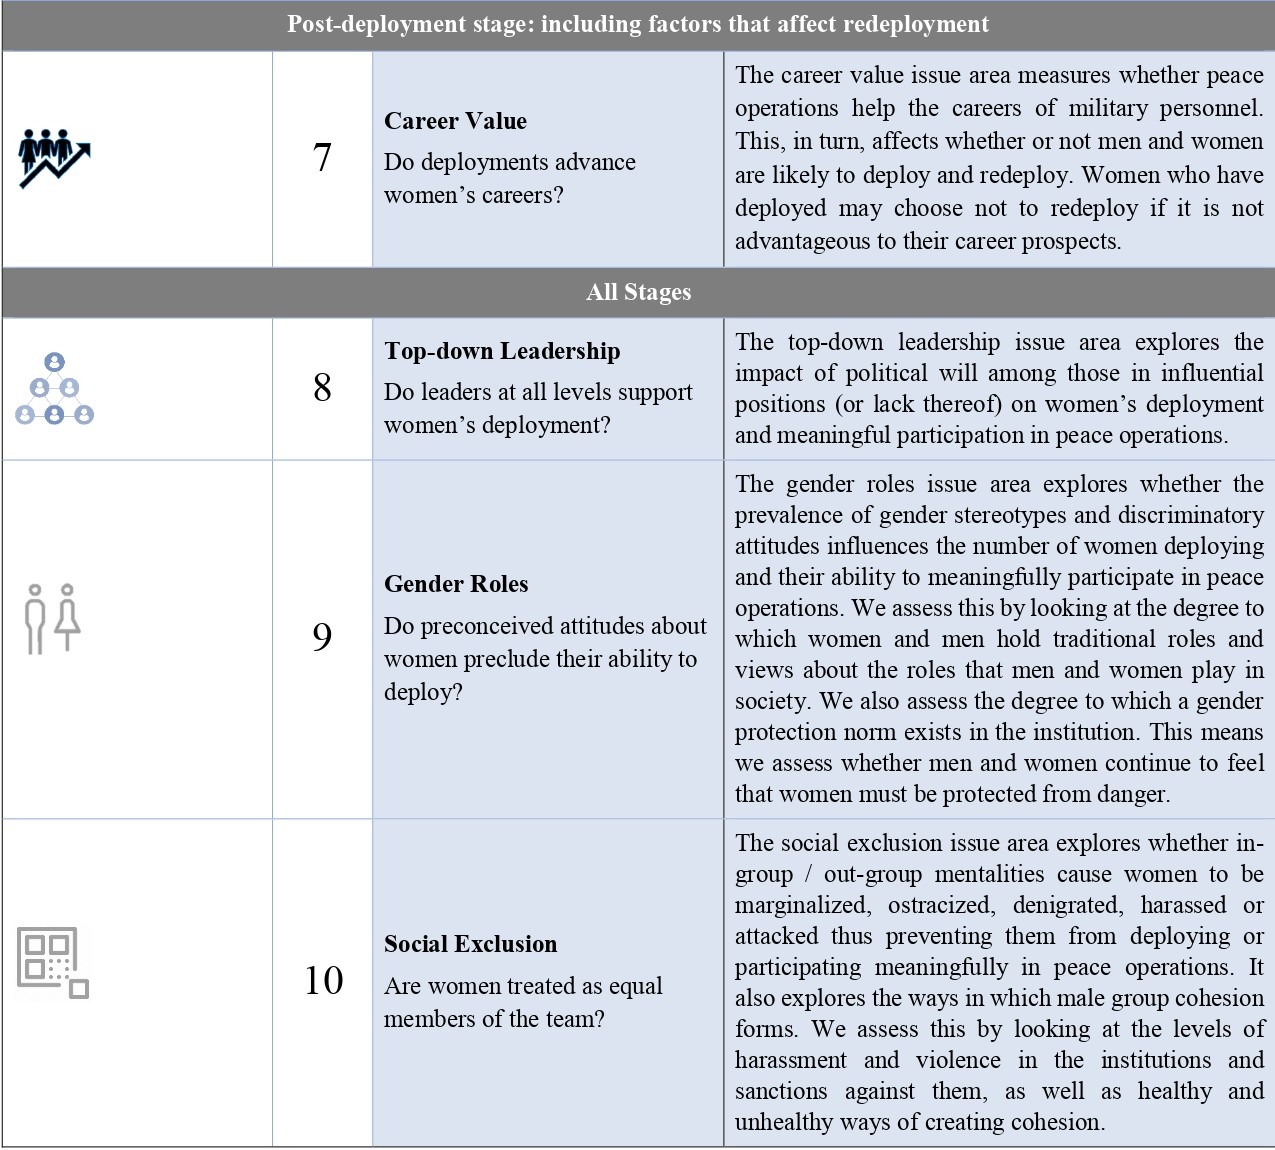 Post-deployment stage: including factors that affect redeployment
7
Career Value
Do deployments advance
women’s careers?
The career value issue area measures whether peace
operations help the careers of military personnel.
This, in turn, affects whether or not men and women
are likely to deploy and redeploy. Women who have
deployed may choose not to redeploy if it is not
advantageous to their career prospects.
All Stages
8
Top-down Leadership
Do leaders at all levels support
women’s deployment?
The top-down leadership issue area explores the
impact of political will among those in influential
positions (or lack thereof) on women’s deployment
and meaningful participation in peace operations.
9
Gender Roles
Do preconceived attitudes about
women preclude their ability to
deploy?
The gender roles issue area explores whether the
prevalence of gender stereotypes and discriminatory
attitudes influences the number of women deploying
and their ability to meaningfully participate in peace
operations. We assess this by looking at the degree to
which women and men hold traditional roles and
views about the roles that men and women play in
society. We also assess the degree to which a gender
protection norm exists in the institution. This means
we assess whether men and women continue to feel
that women must be protected from danger.
10
Social Exclusion
Are women treated as equal
members of the team?
The social exclusion issue area explores whether in-
group / out-group mentalities cause women to be
marginalized, ostracized, denigrated, harassed or
attacked thus preventing them from deploying or
participating meaningfully in peace operations. It
also explores the ways in which male group cohesion
forms. We assess this by looking at the levels of
harassment and violence in the institutions and
sanctions against them, as well as healthy and
unhealthy ways of creating cohesion.